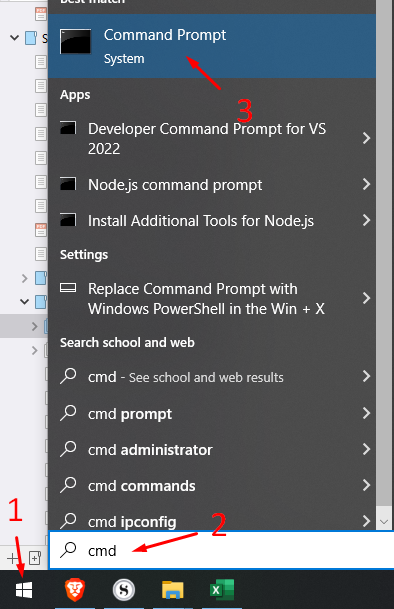 Best match
Command Prompt
System
3
Apps
Developer Command Prompt for VS
2022
Node.js command prompt
Install Additional Tools for Node.js
Settings
Replace Command Prompt with
Windows PowerShell in the Win + X
Search school and web
cmd - See school and web results
cmd prompt
cmd administrator
cmd commands
cmd ipconfig
1
2
cmd